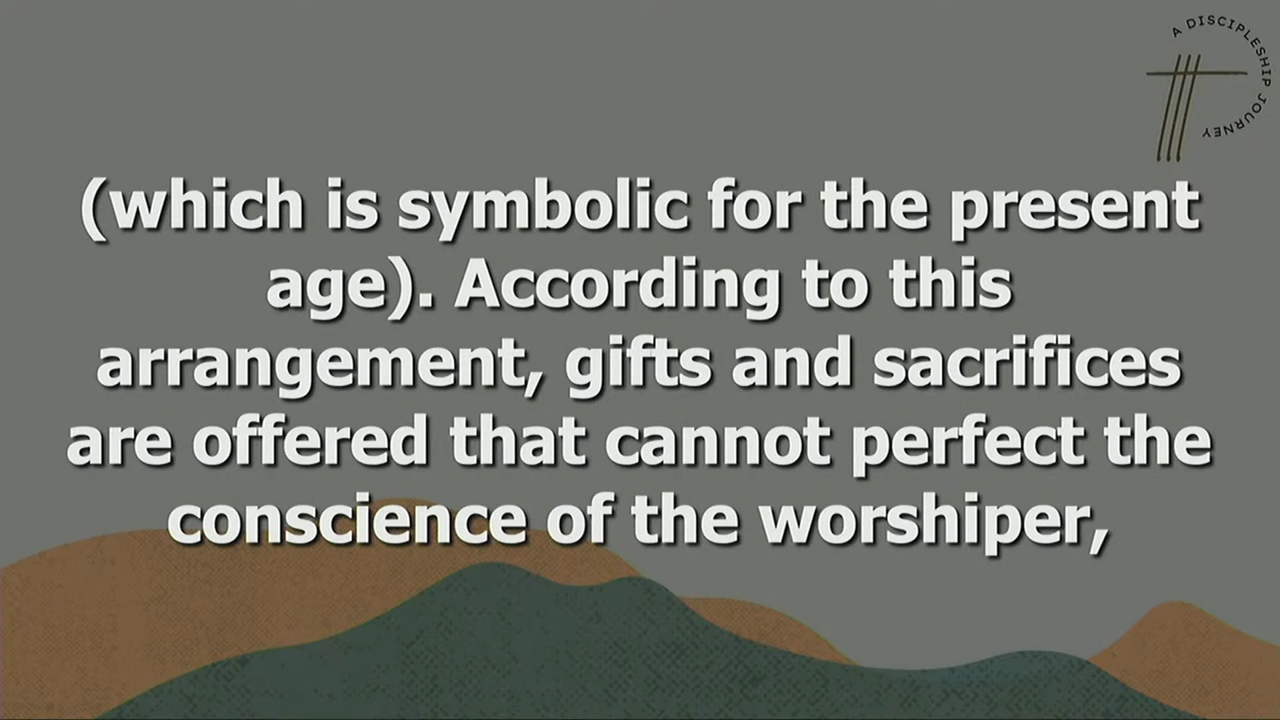 A DISCIPLESHIP JOURNEY
(which is symbolic for the present
age). According to this
arrangement, gifts and sacrifices
are offered that cannot perfect the
conscience of the worshiper,